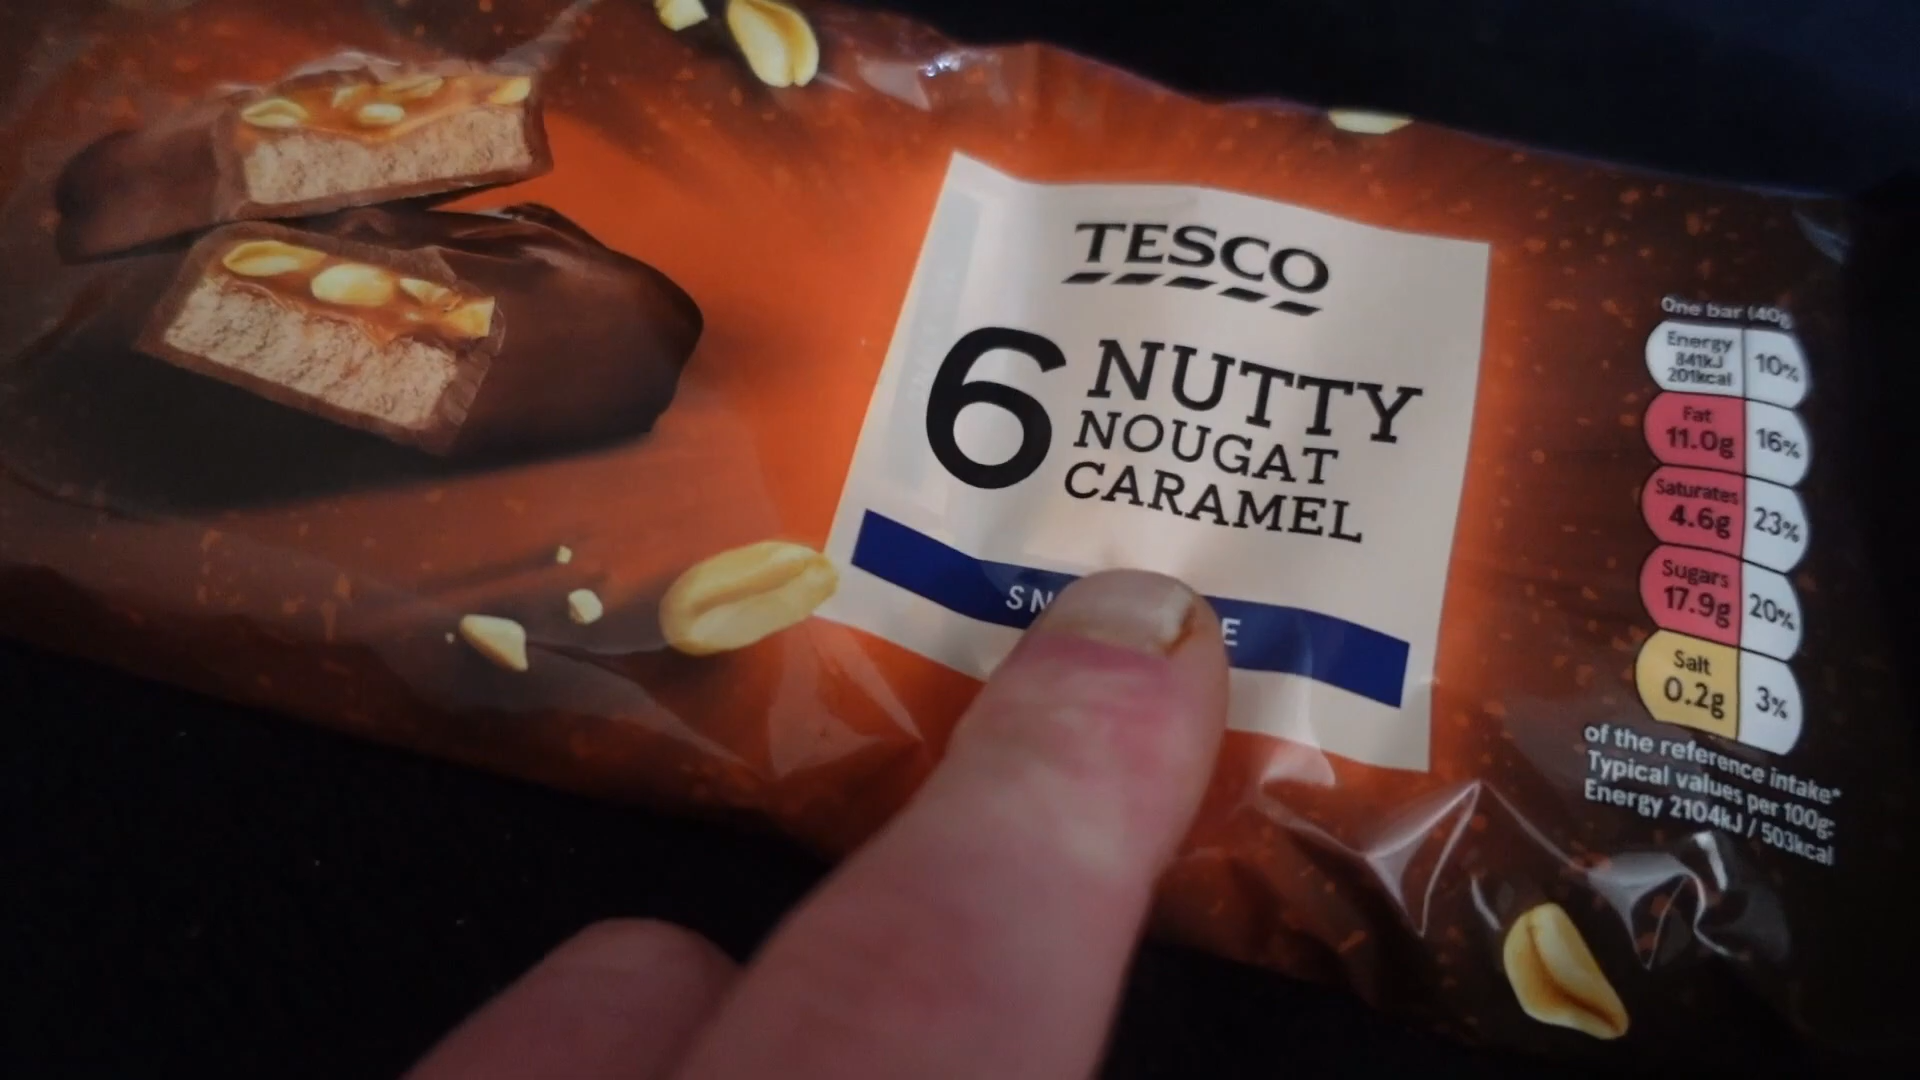 TESCO
6 NUTTY
NOUGAT
CARAMEL
One bar (40g
Energy
841kJ
201kcal
10%
Fat
11.0g
16%
Saturates
4.6g
23%
Sugars
17.9g
20%
Salt
0.2g
3%
of the reference intake*
Typical values per 100g:
Energy 2104kJ / 503kcal